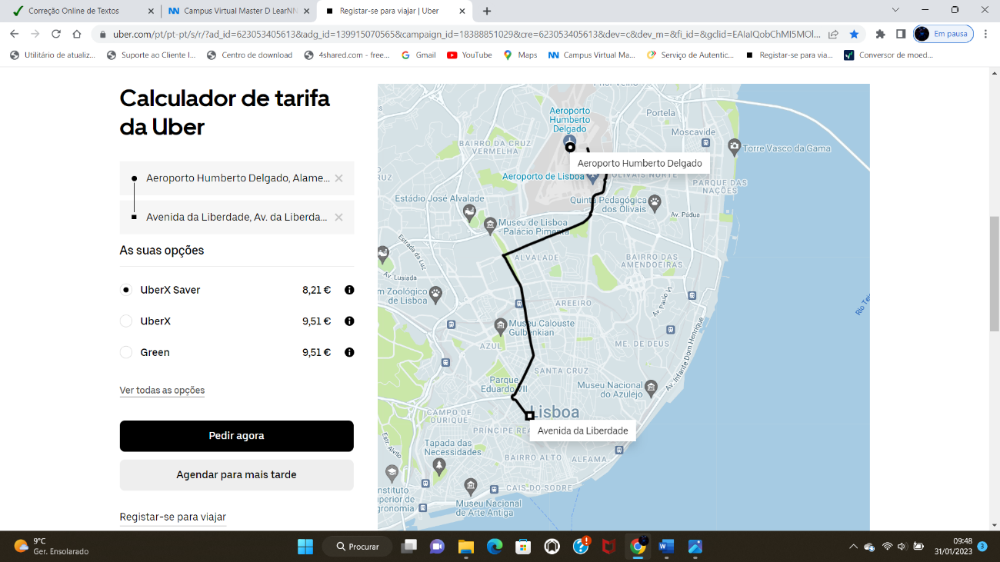 Correção Online de Textos
Campus Virtual Master D LearNN
Registar-se para viajar | Uber
uber.com/pt/pt-pt/s/r/?ad_id=623053405613&adg_id=139915070565&campaign_id=18388851029&cre=623053405613&dev=c&dev_m=&fi_id=&gclid=EAIaIQobChMI5MOl...
Em pausa
Utilitário de atualiz...
Suporte ao Cliente I...
Centro de download
4shared.com - free...
Gmail
YouTube
Maps
Campus Virtual Ma...
Serviço de Autentic...
Registar-se para via...
Conversor de moed...
Calculador de tarifa
da Uber
Aeroporto Humberto Delgado, Alame...
Avenida da Liberdade, Av. da Liberda...
As suas opções
UberX Saver
8,21 €
UberX
9,51 €
Green
9,51 €
Ver todas as opções
Pedir agora
Agendar para mais tarde
Registar-se para viajar
Aeroporto
Humberto
Delgado
Portela
Moscavide
BAIRRO DA CRUZ
VERMELHA
Torre Vasco da Gama
Aeroporto Humberto Delgado
Aeroporto de Lisboa
OLIVAIS NORTE
PARQUE DAS
NAÇÕES
Estádio José Alvalade
Quinta Pedagógica
dos Olivais
Av. Pádua
Museu de Lisboa
- Palácio Pimenta
Estrada da Luz
ALVALADE
BAIRRO DAS
AMENDOEIRAS
Av. Lusíada
m Zoológico
de Lisboa
AREEIRO
Av. Paulo VI
Rio Te
Museu Calouste
Gulbenkian
AZUL
ME. DE DEUS
Av. Infante Dom Henrique
SANTA CRUZ
Parque
Eduardo VII
Museu Nacional
do Azulejo
Lisboa
CAMPO DE
OURIQUE
PRÍNCIPE REA
Avenida da Liberdade
Estr. Alvito
Tapada das
Necessidades
BAIRRO ALTO
ALFAMA
nstituto
uperior de
gronomia
CAIS DO SODRE
Museu Nacional
de Arte Antiga
9°C
Ger. Ensolarado
Procurar
09:48
31/01/2023
3